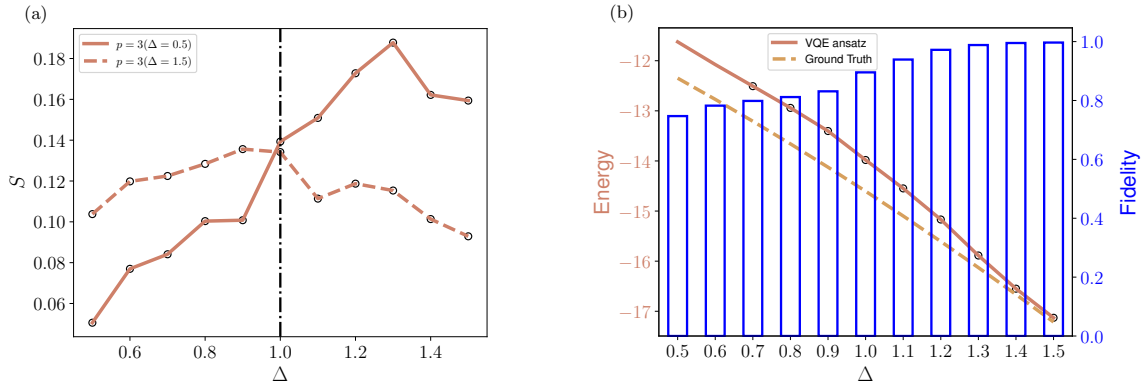 (a)
p = 3(Δ = 0.5)
p = 3(Δ = 1.5)
0.18
0.16
0.14
0.12
0.10
0.08
0.06
S
0.6 0.8 1.0 1.2 1.4
Δ
(b)
VQE ansatz
Ground Truth
−12
−13
−14
−15
−16
−17
Energy
1.0
0.8
0.6
0.4
0.2
0.0
Fidelity
0.5 0.6 0.7 0.8 0.9 1.0 1.1 1.2 1.3 1.4 1.5
Δ